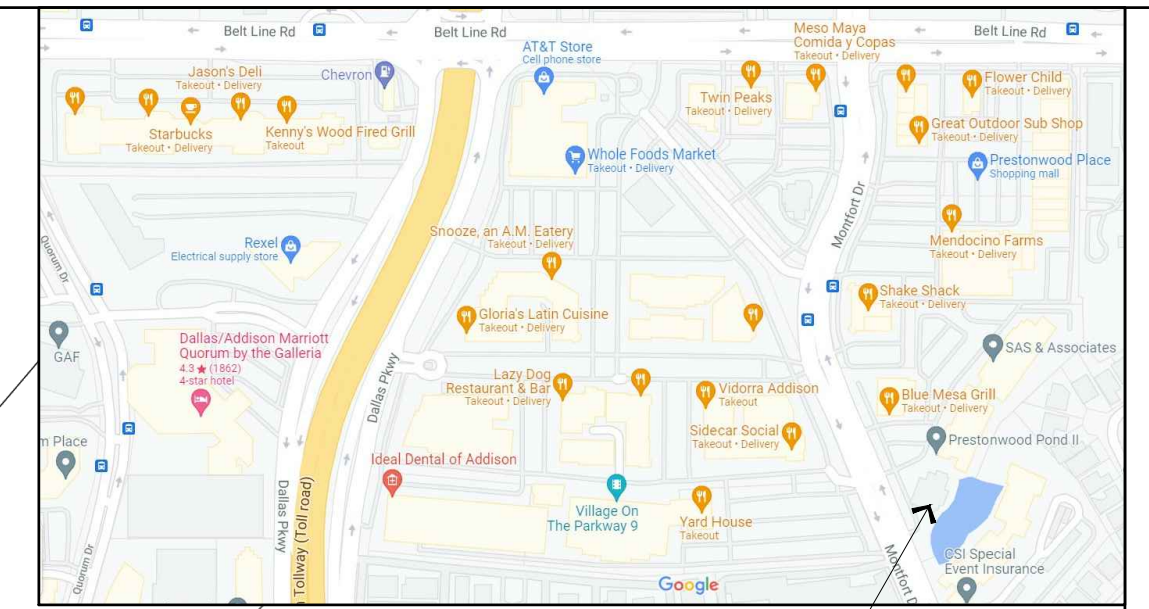 Belt Line Rd
Belt Line Rd
Belt Line Rd
Meso Maya
Comida y Copas
Takeout • Delivery
AT&T Store
Cell phone store
Jason's Deli
Takeout • Delivery
Chevron
Flower Child
Takeout • Delivery
Twin Peaks
Takeout • Delivery
Starbucks
Takeout • Delivery
Kenny's Wood Fired Grill
Takeout
Great Outdoor Sub Shop
Takeout • Delivery
Whole Foods Market
Takeout • Delivery
Prestonwood Place
Shopping mall
Montfort Dr
Snooze, an A.M. Eatery
Takeout • Delivery
Mendocino Farms
Takeout • Delivery
Rexel
Electrical supply store
Quorum Dr
Shake Shack
Takeout • Delivery
Gloria's Latin Cuisine
Takeout • Delivery
GAF
Dallas/Addison Marriott
Quorum by the Galleria
4.3 ★ (1862)
4-star hotel
SAS & Associates
Dallas Pkwy
Lazy Dog
Restaurant & Bar
Takeout • Delivery
Vidorra Addison
Takeout
Blue Mesa Grill
Takeout • Delivery
Sidecar Social
Takeout • Delivery
m Place
Prestonwood Pond II
Ideal Dental of Addison
Dallas Pkwy
Tollway (Toll road)
Village On
The Parkway 9
Yard House
Takeout
Quorum Dr
Montfort D
CSI Special
Event Insurance
Google